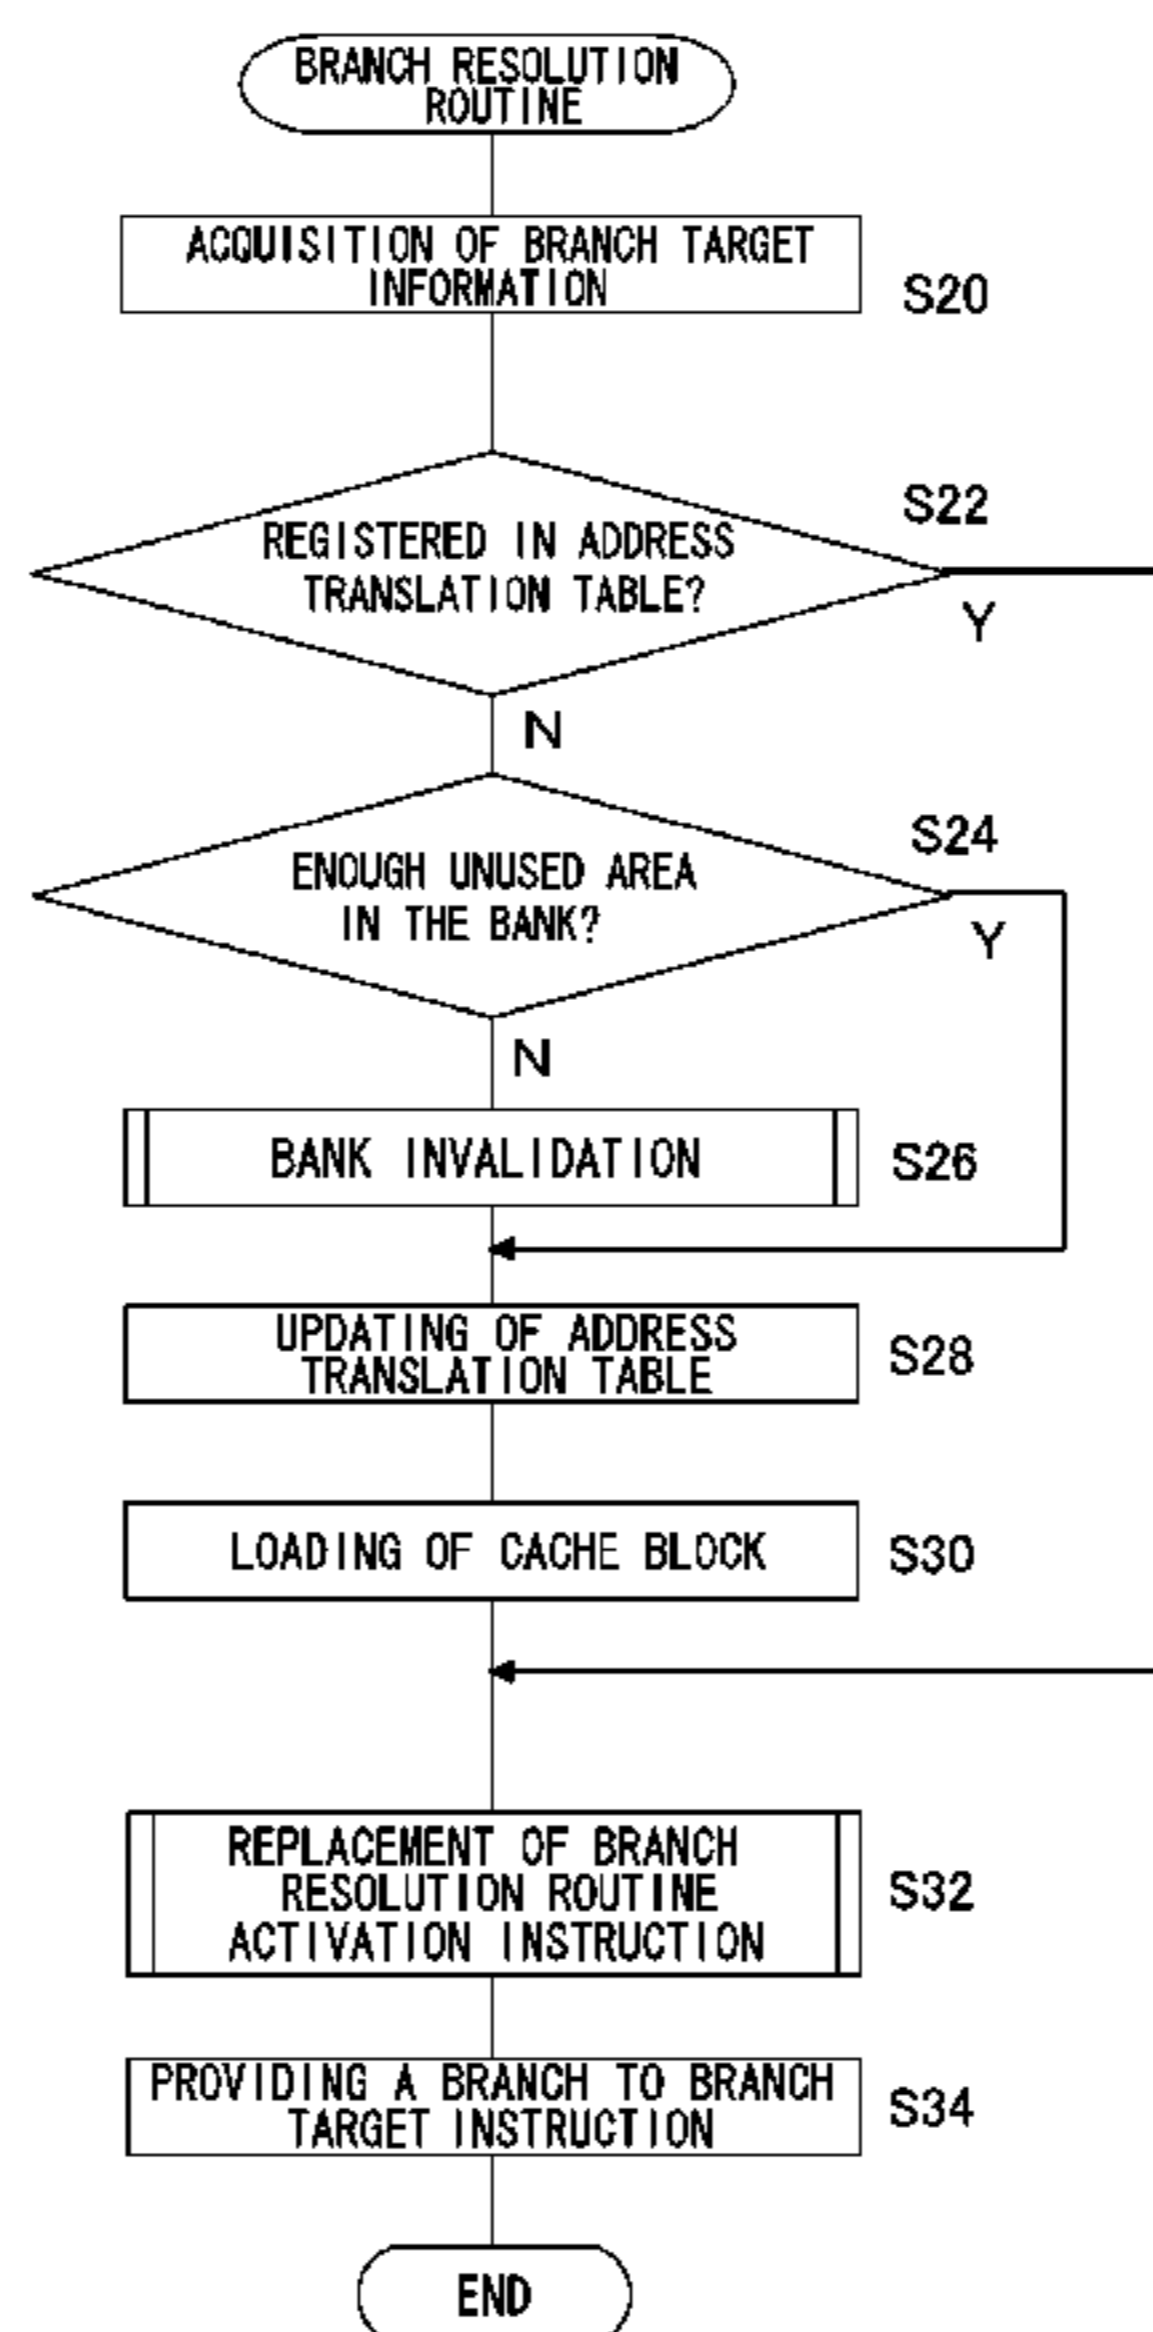 BRANCH RESOLUTION
ROUTINE
ACQUISITION OF BRANCH TARGET
INFORMATION
S20
S22
REGISTERED IN ADDRESS
TRANSLATION TABLE?
Y
N
S24
ENOUGH UNUSED AREA
IN THE BANK?
Y
N
BANK INVALIDATION
S26
UPDATING OF ADDRESS
TRANSLATION TABLE
S28
LOADING OF CACHE BLOCK
S30
REPLACEMENT OF BRANCH
RESOLUTION ROUTINE
ACTIVATION INSTRUCTION
S32
PROVIDING A BRANCH TO BRANCH
TARGET INSTRUCTION
S34
END